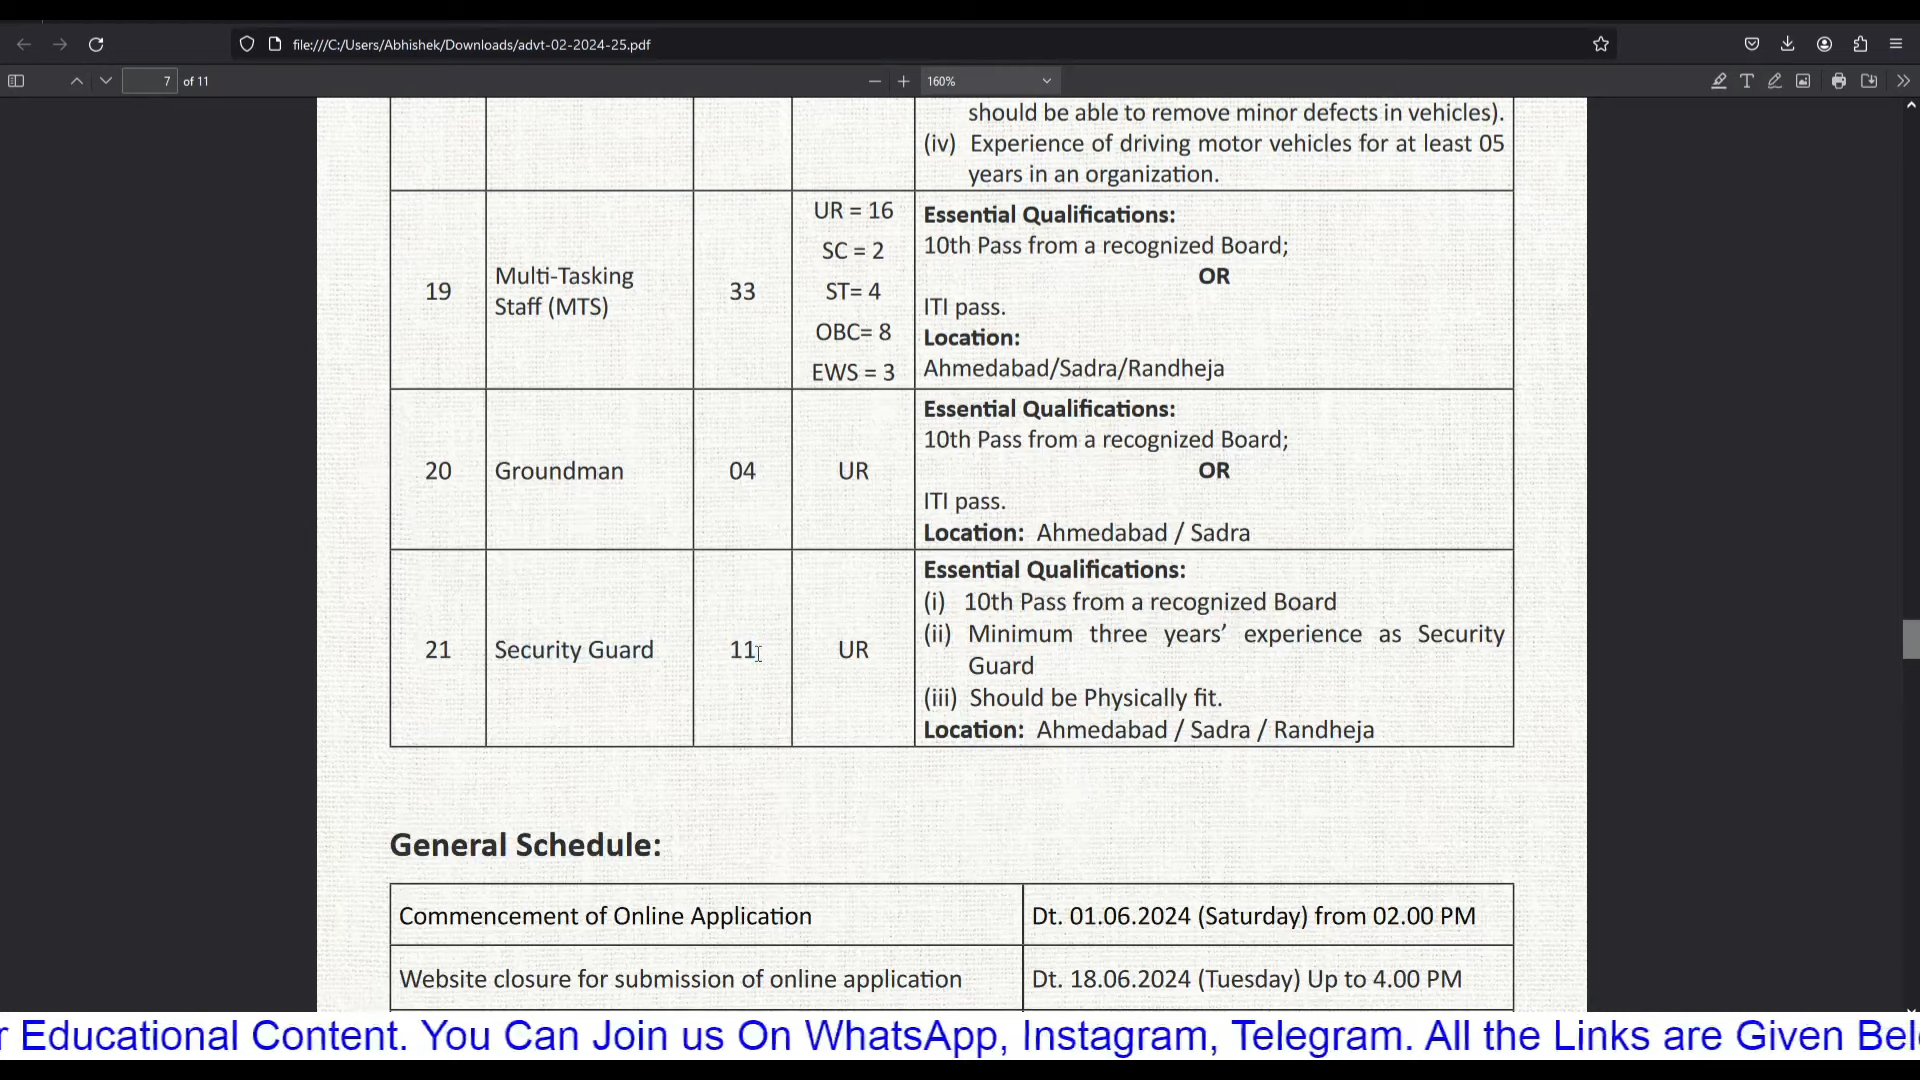 file:///C:/Users/Abhishek/Downloads/advt-02-2024-25.pdf
7 of 11
160%
should be able to remove minor defects in vehicles).
(iv) Experience of driving motor vehicles for at least 05
years in an organization.
19
Multi-Tasking
Staff (MTS)
33
UR = 16
SC = 2
ST= 4
OBC= 8
EWS = 3
Essential Qualifications:
10th Pass from a recognized Board;
OR
ITI pass.
Location:
Ahmedabad/Sadra/Randheja
20
Groundman
04
UR
Essential Qualifications:
10th Pass from a recognized Board;
OR
ITI pass.
Location: Ahmedabad / Sadra
21
Security Guard
11
UR
Essential Qualifications:
(i) 10th Pass from a recognized Board
(ii) Minimum three years’ experience as Security
Guard
(iii) Should be Physically fit.
Location: Ahmedabad / Sadra / Randheja
General Schedule:
Commencement of Online Application
Dt. 01.06.2024 (Saturday) from 02.00 PM
Website closure for submission of online application
Dt. 18.06.2024 (Tuesday) Up to 4.00 PM
r Educational Content. You Can Join us On WhatsApp, Instagram, Telegram. All the Links are Given Bel